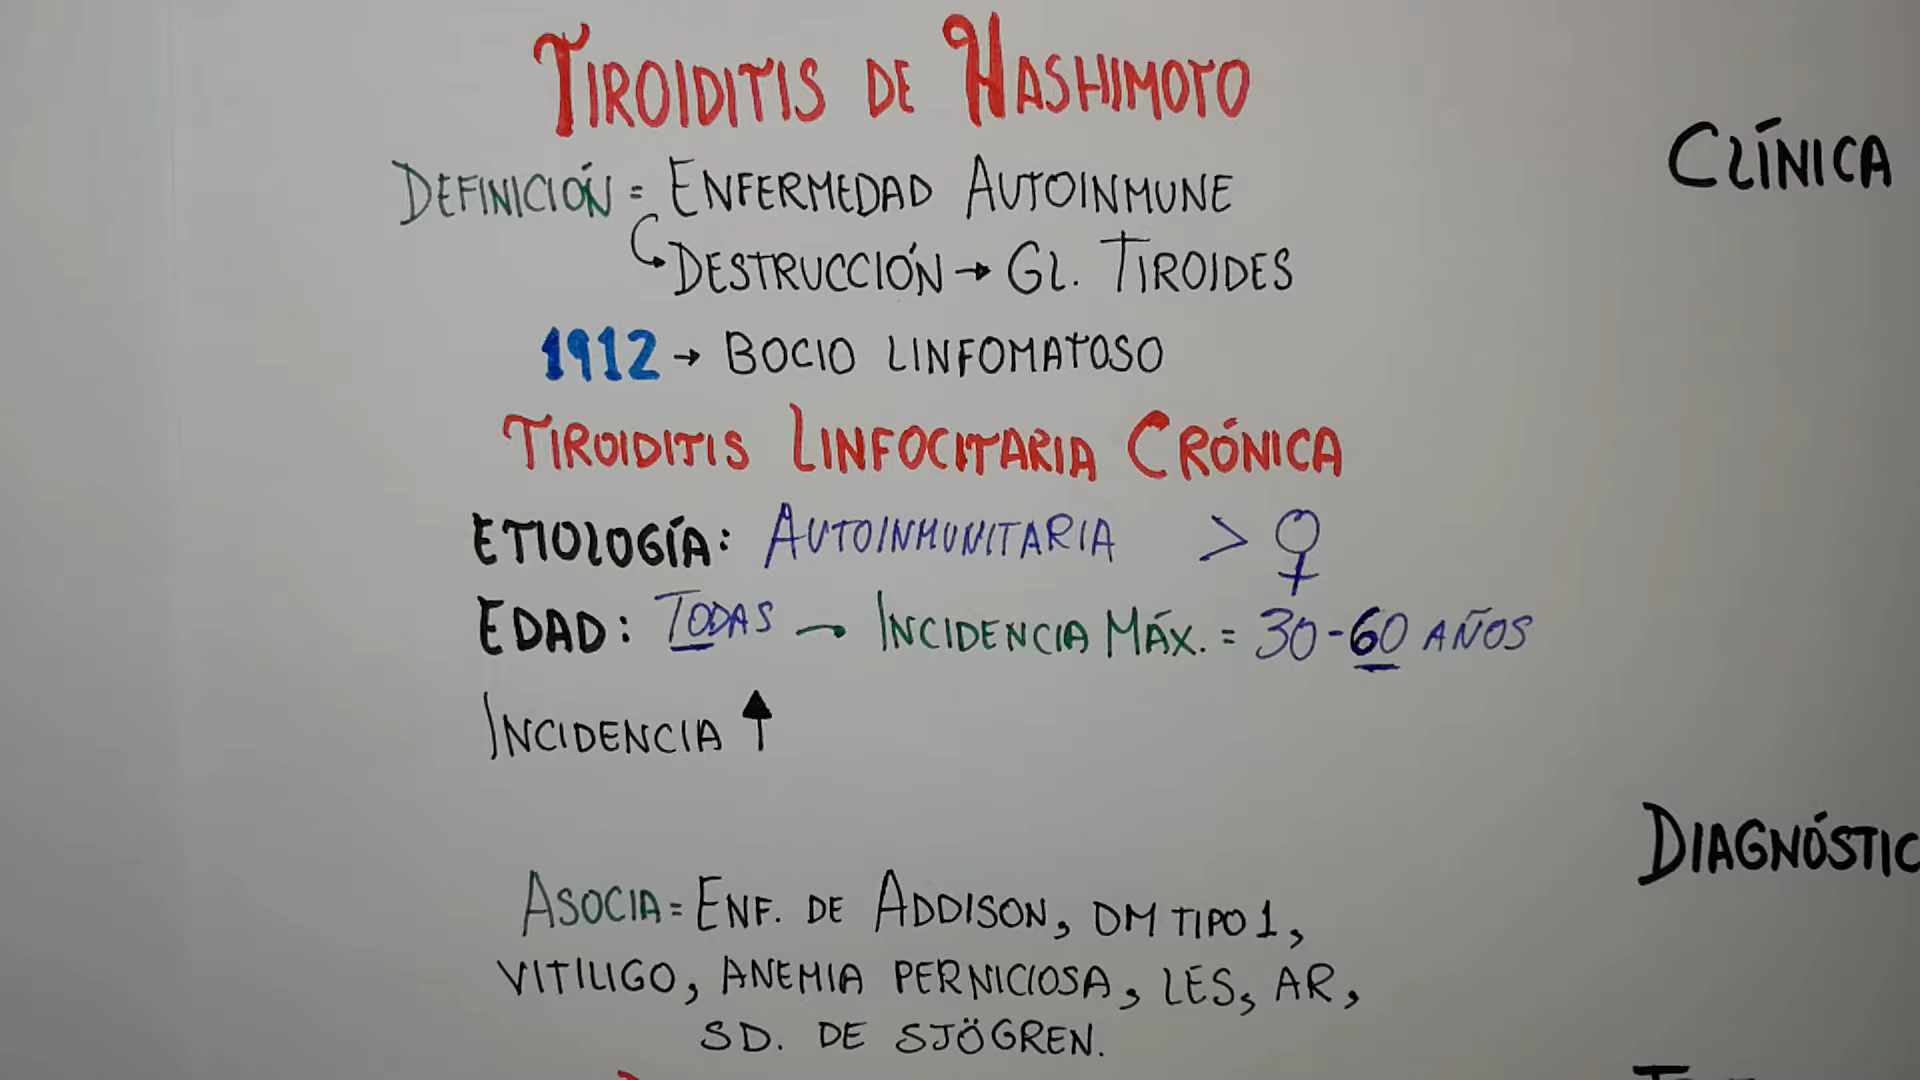 TIROIDITIS DE HASHIMOTO
DEFINICIÓN = ENFERMEDAD AUTOINMUNE
DESTRUCCIÓN → GL. TIROIDES
1912 → BOCIO LINFOMATOSO
TIROIDITIS LINFOCITARIA CRÓNICA
ETIOLOGÍA: AUTOINMUNITARIA > ♀
EDAD: TODAS → INCIDENCIA MÁX. = 30-60 AÑOS
INCIDENCIA ↑
ASOCIA = ENF. DE ADDISON, DM TIPO 1,
VITILIGO, ANEMIA PERNICIOSA, LES, AR,
SD. DE SJÖGREN.
CLÍNICA
DIAGNÓSTIC